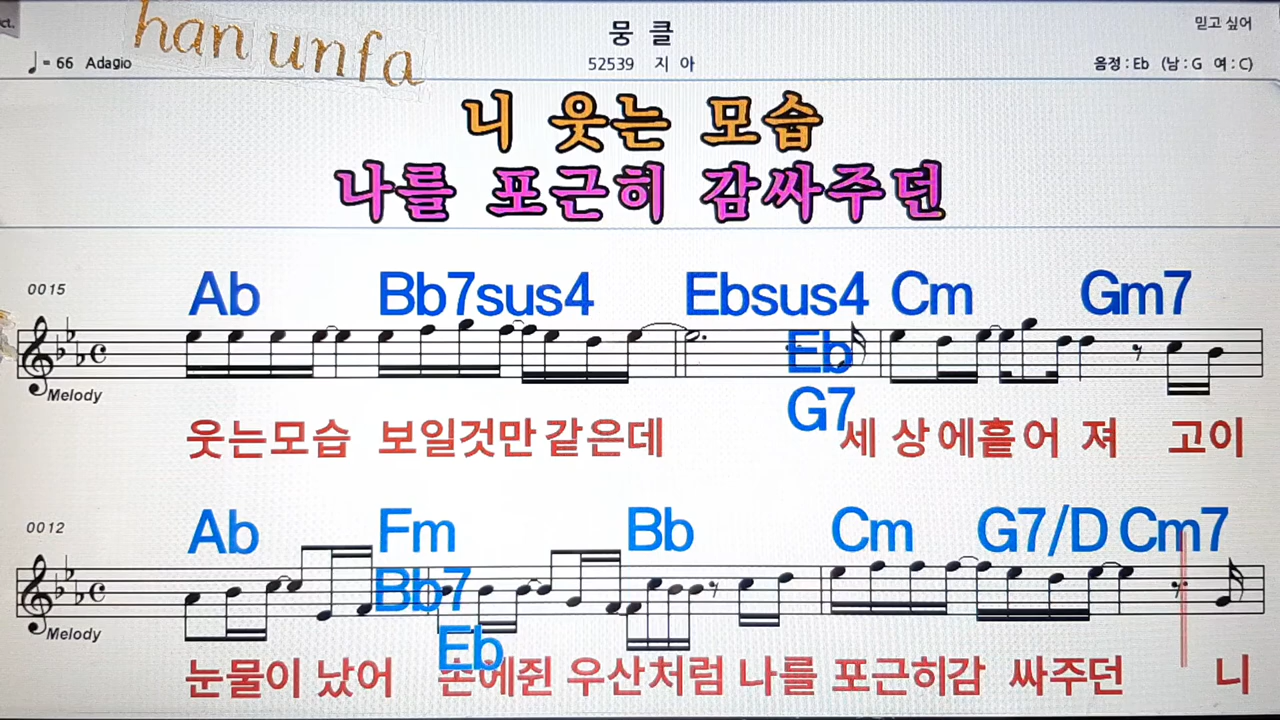 ct.
han unfa
뭉 클
믿고 싶어
♩= 66 Adagio
52539 지 아
음정 : Eb (남 : G 여 : C)
니 웃는 모습
나를 포근히 감싸주던
0015
Ab Bb7sus4 Ebsus4 Cm Gm7
Eb
G7
Melody
웃는모습 보일것만 같은데 세 상에흩어 져 고이
0012
Ab Fm Bb Cm G7/D Cm7
Bb7
Eb
Melody
눈물이 났어 손에쥔 우산처럼 나를 포근히감 싸주던 니